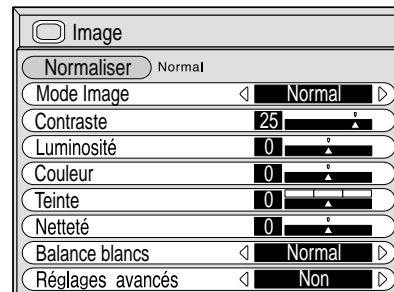 Image
Normaliser Normal
Mode Image Normal
Contraste 25
Luminosité 0
Couleur 0
Teinte 0
Netteté 0
Balance blancs Normal
Réglages avancés Non